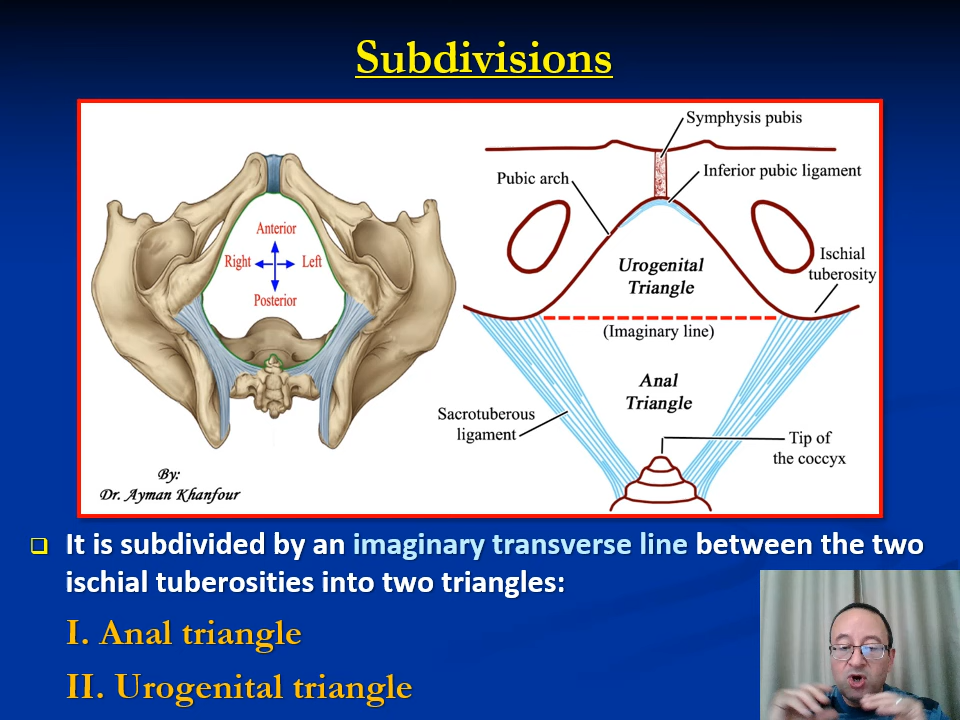 Subdivisions
Symphysis pubis
Pubic arch
Inferior pubic ligament
Anterior
Right
Left
Posterior
Urogenital
Triangle
Ischial
tuberosity
(Imaginary line)
Anal
Triangle
Sacrotuberous
ligament
Tip of
the coccyx
By:
Dr. Ayman Khanfour
It is subdivided by an imaginary transverse line between the two
ischial tuberosities into two triangles:
I. Anal triangle
II. Urogenital triangle